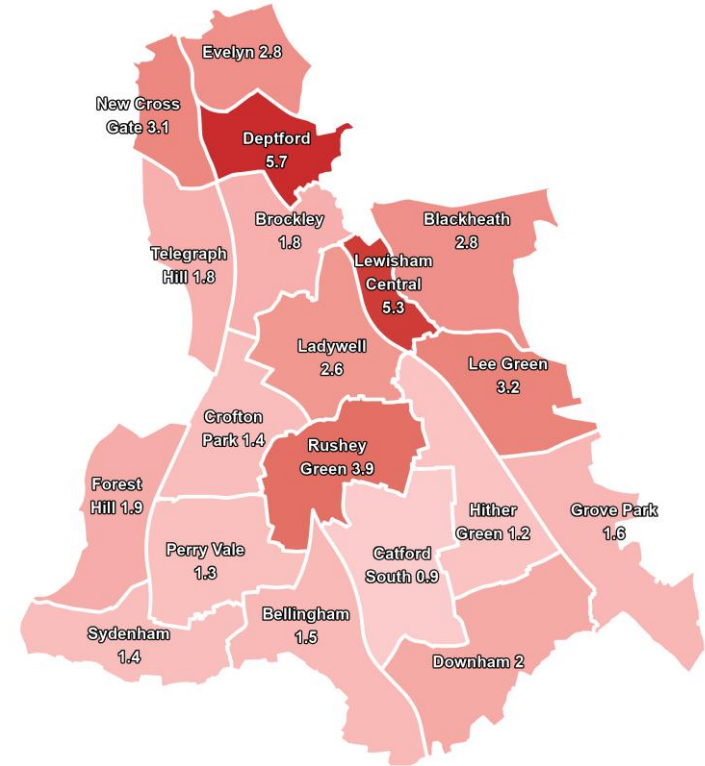 Evelyn 2.8
New Cross
Gate 3.1
Deptford
5.7
Brockley
1.8
Blackheath
2.8
Telegraph
Hill 1.8
Lewisham
Central
5.3
Ladywell
2.6
Lee Green
3.2
Crofton
Park 1.4
Rushey
Green 3.9
Forest
Hill 1.9
Hither
Green 1.2
Grove Park
1.6
Perry Vale
1.3
Catford
South 0.9
Bellingham
1.5
Sydenham
1.4
Downham 2